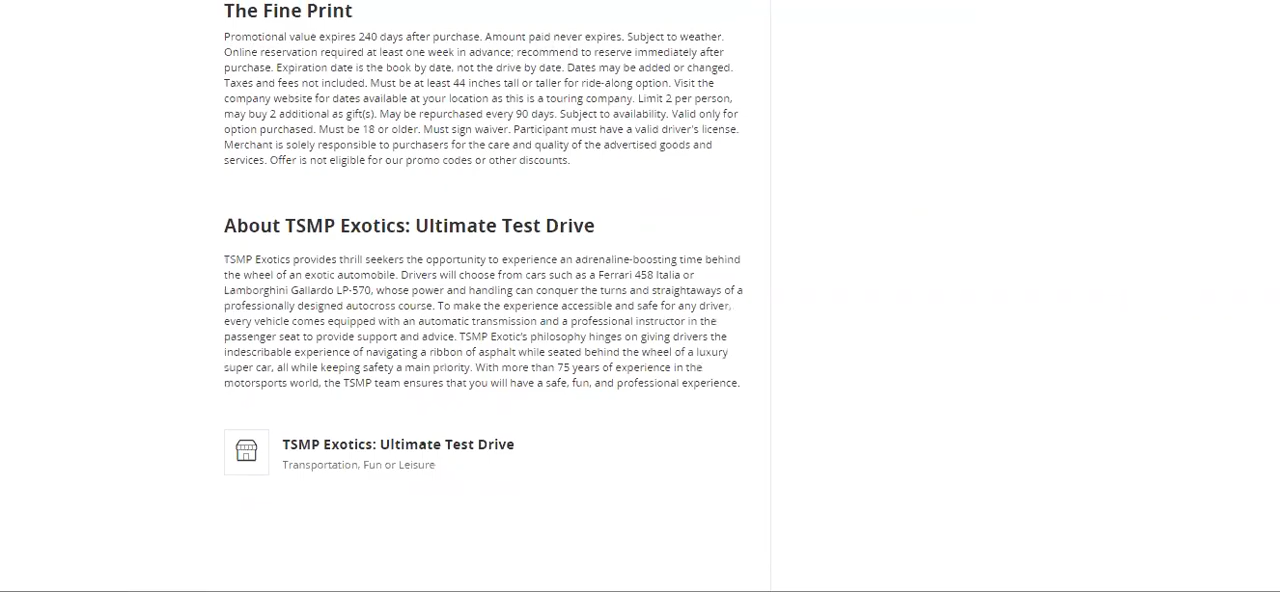 The Fine Print
Promotional value expires 240 days after purchase. Amount paid never expires. Subject to weather.
Online reservation required at least one week in advance; recommend to reserve immediately after
purchase. Expiration date is the book by date, not the drive by date. Dates may be added or changed.
Taxes and fees not included. Must be at least 44 inches tall or taller for ride-along option. Visit the
company website for dates available at your location as this is a touring company. Limit 2 per person,
may buy 2 additional as gift(s). May be repurchased every 90 days. Subject to availability. Valid only for
option purchased. Must be 18 or older. Must sign waiver. Participant must have a valid driver's license.
Merchant is solely responsible to purchasers for the care and quality of the advertised goods and
services. Offer is not eligible for our promo codes or other discounts.
About TSMP Exotics: Ultimate Test Drive
TSMP Exotics provides thrill seekers the opportunity to experience an adrenaline-boosting time behind
the wheel of an exotic automobile. Drivers will choose from cars such as a Ferrari 458 Italia or
Lamborghini Gallardo LP-570, whose power and handling can conquer the turns and straightaways of a
professionally designed autocross course. To make the experience accessible and safe for any driver,
every vehicle comes equipped with an automatic transmission and a professional instructor in the
passenger seat to provide support and advice. TSMP Exotic's philosophy hinges on giving drivers the
indescribable experience of navigating a ribbon of asphalt while seated behind the wheel of a luxury
super car, all while keeping safety a main priority. With more than 75 years of experience in the
motorsports world, the TSMP team ensures that you will have a safe, fun, and professional experience.
TSMP Exotics: Ultimate Test Drive
Transportation, Fun or Leisure